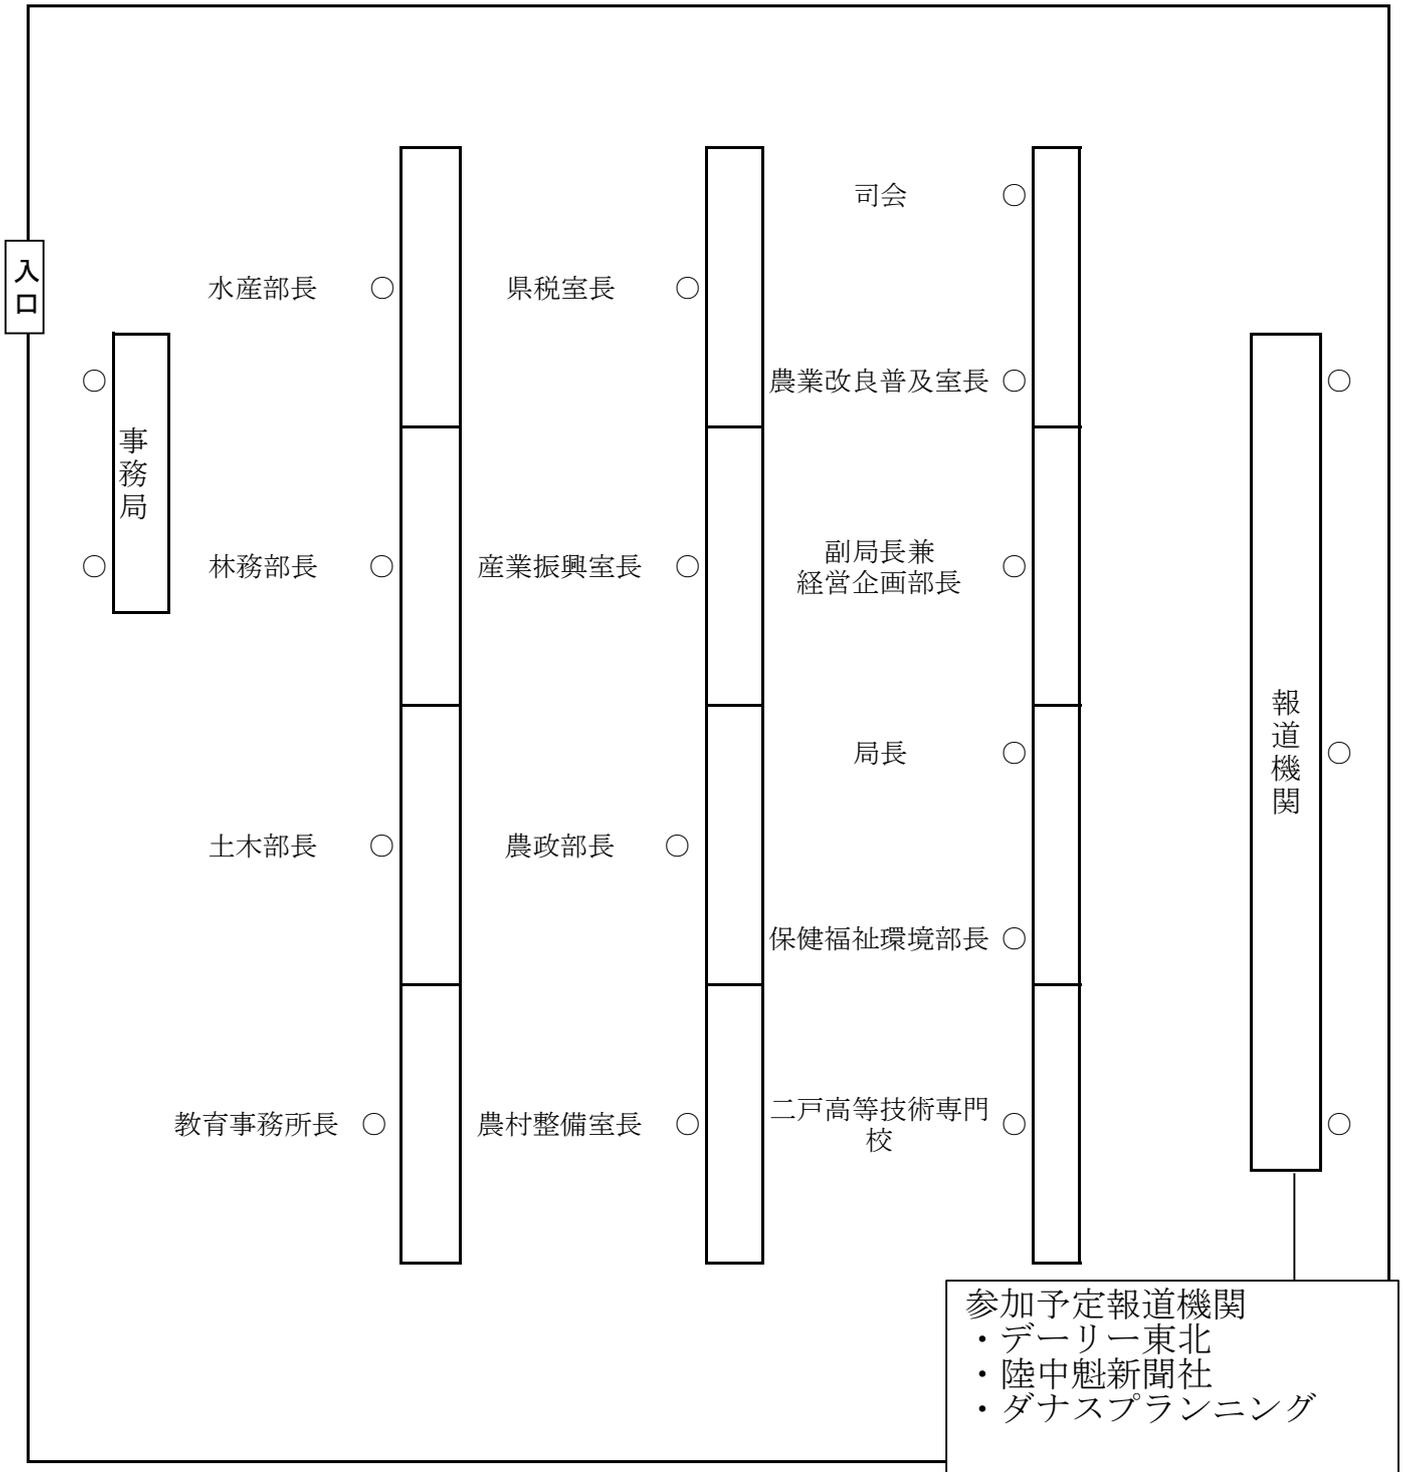 司会
入口
水産部長
県税室長
農業改良普及室長
事務局
林務部長
産業振興室長
副局長兼
経営企画部長
報道機関
局長
土木部長
農政部長
保健福祉環境部長
教育事務所長
農村整備室長
二戸高等技術専門
校
参加予定報道機関
・デーリー東北
・陸中魁新聞社
・ダナスプランニング